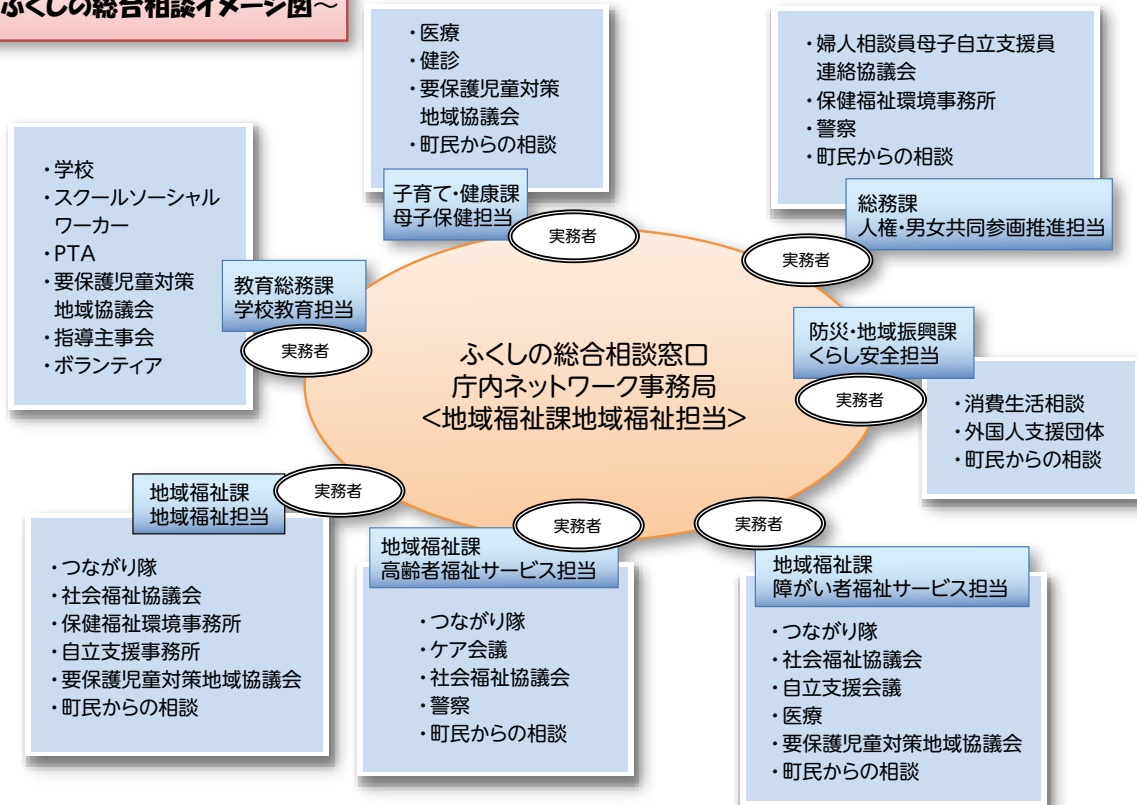 ふくしの総合相談イメージ図～
・医療
・健診
・要保護児童対策
地域協議会
・町民からの相談
子育て・健康課
母子保健担当
実務者
・婦人相談員母子自立支援員
連絡協議会
・保健福祉環境事務所
・警察
・町民からの相談
総務課
人権・男女共同参画推進担当
実務者
・学校
・スクールソーシャル
ワーカー
・PTA
・要保護児童対策
地域協議会
・指導主事会
・ボランティア
教育総務課
学校教育担当
実務者
ふくしの総合相談窓口
庁内ネットワーク事務局
<地域福祉課地域福祉担当>
防災・地域振興課
くらし安全担当
実務者
・消費生活相談
・外国人支援団体
・町民からの相談
地域福祉課
地域福祉担当
実務者
・つながり隊
・社会福祉協議会
・保健福祉環境事務所
・自立支援事務所
・要保護児童対策地域協議会
・町民からの相談
地域福祉課
高齢者福祉サービス担当
実務者
・つながり隊
・ケア会議
・社会福祉協議会
・警察
・町民からの相談
実務者
地域福祉課
障がい者福祉サービス担当
・つながり隊
・社会福祉協議会
・自立支援会議
・医療
・要保護児童対策地域協議会
・町民からの相談